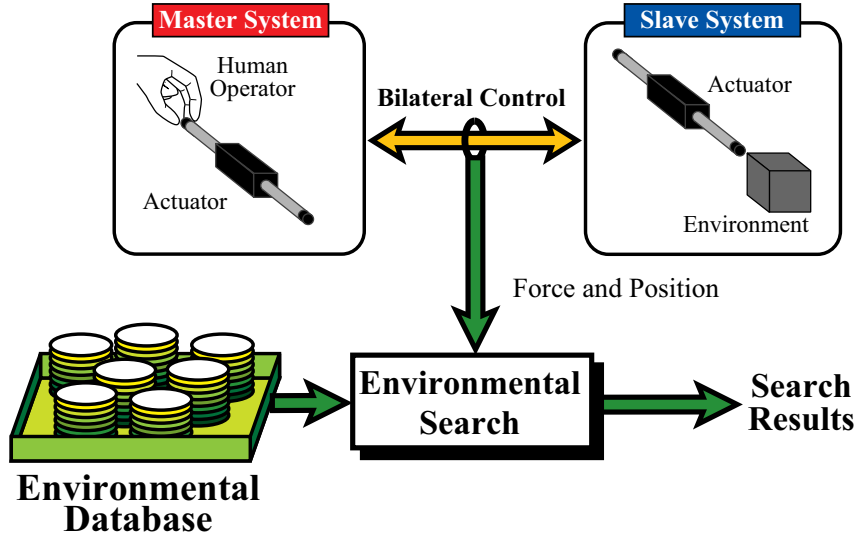 Master System
Slave System
Human
Operator
Actuator
Bilateral Control
Actuator
Environment
Force and Position
Environmental
Search
Search
Results
Environmental
Database